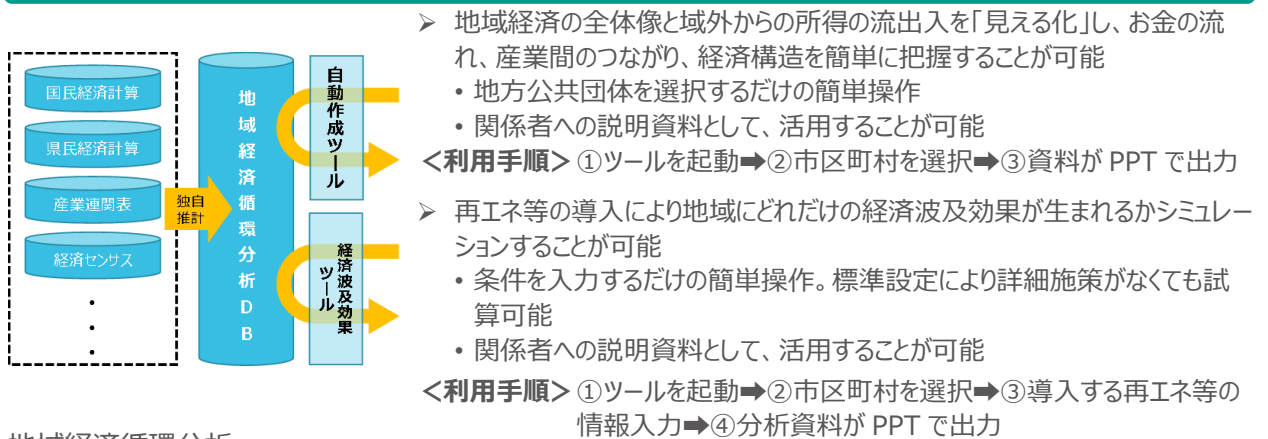 国民経済計算
県民経済計算
産業連関表
経済センサス
・
・
・
独自
推計
地域経済循環分析DB
自動作成ツール
経済波及効果
ツール
➢ 地域経済の全体像と域外からの所得の流出入を「見える化」し、お金の流
れ、産業間のつながり、経済構造を簡単に把握することが可能
• 地方公共団体を選択するだけの簡単操作
• 関係者への説明資料として、活用することが可能
<利用手順> ①ツールを起動➡②市区町村を選択➡③資料が PPT で出力
➢ 再エネ等の導入により地域にどれだけの経済波及効果が生まれるかシミュレー
ションすることが可能
• 条件を入力するだけの簡単操作。標準設定により詳細施策がなくても試
算可能
• 関係者への説明資料として、活用することが可能
<利用手順> ①ツールを起動➡②市区町村を選択➡③導入する再エネ等の
情報入力➡④分析資料が PPT で出力
地域経済循環分析